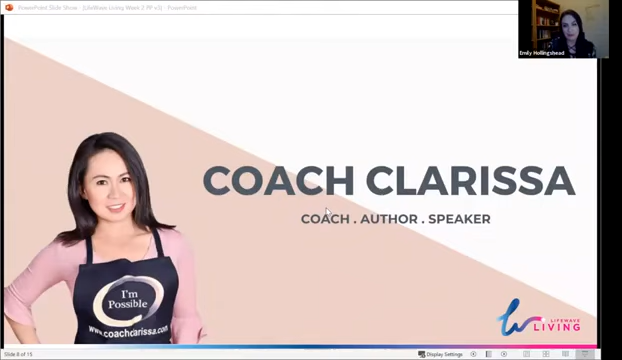 PowerPoint Slide Show - [LifeWave Living Week 2 PP v3] - PowerPoint
Emily Hollingshead
COACH CLARISSA
COACH . AUTHOR . SPEAKER
I'm
Possible
www.coachclarissa.com
LIFEWAVE
LIVING
Slide 8 of 15
Display Settings